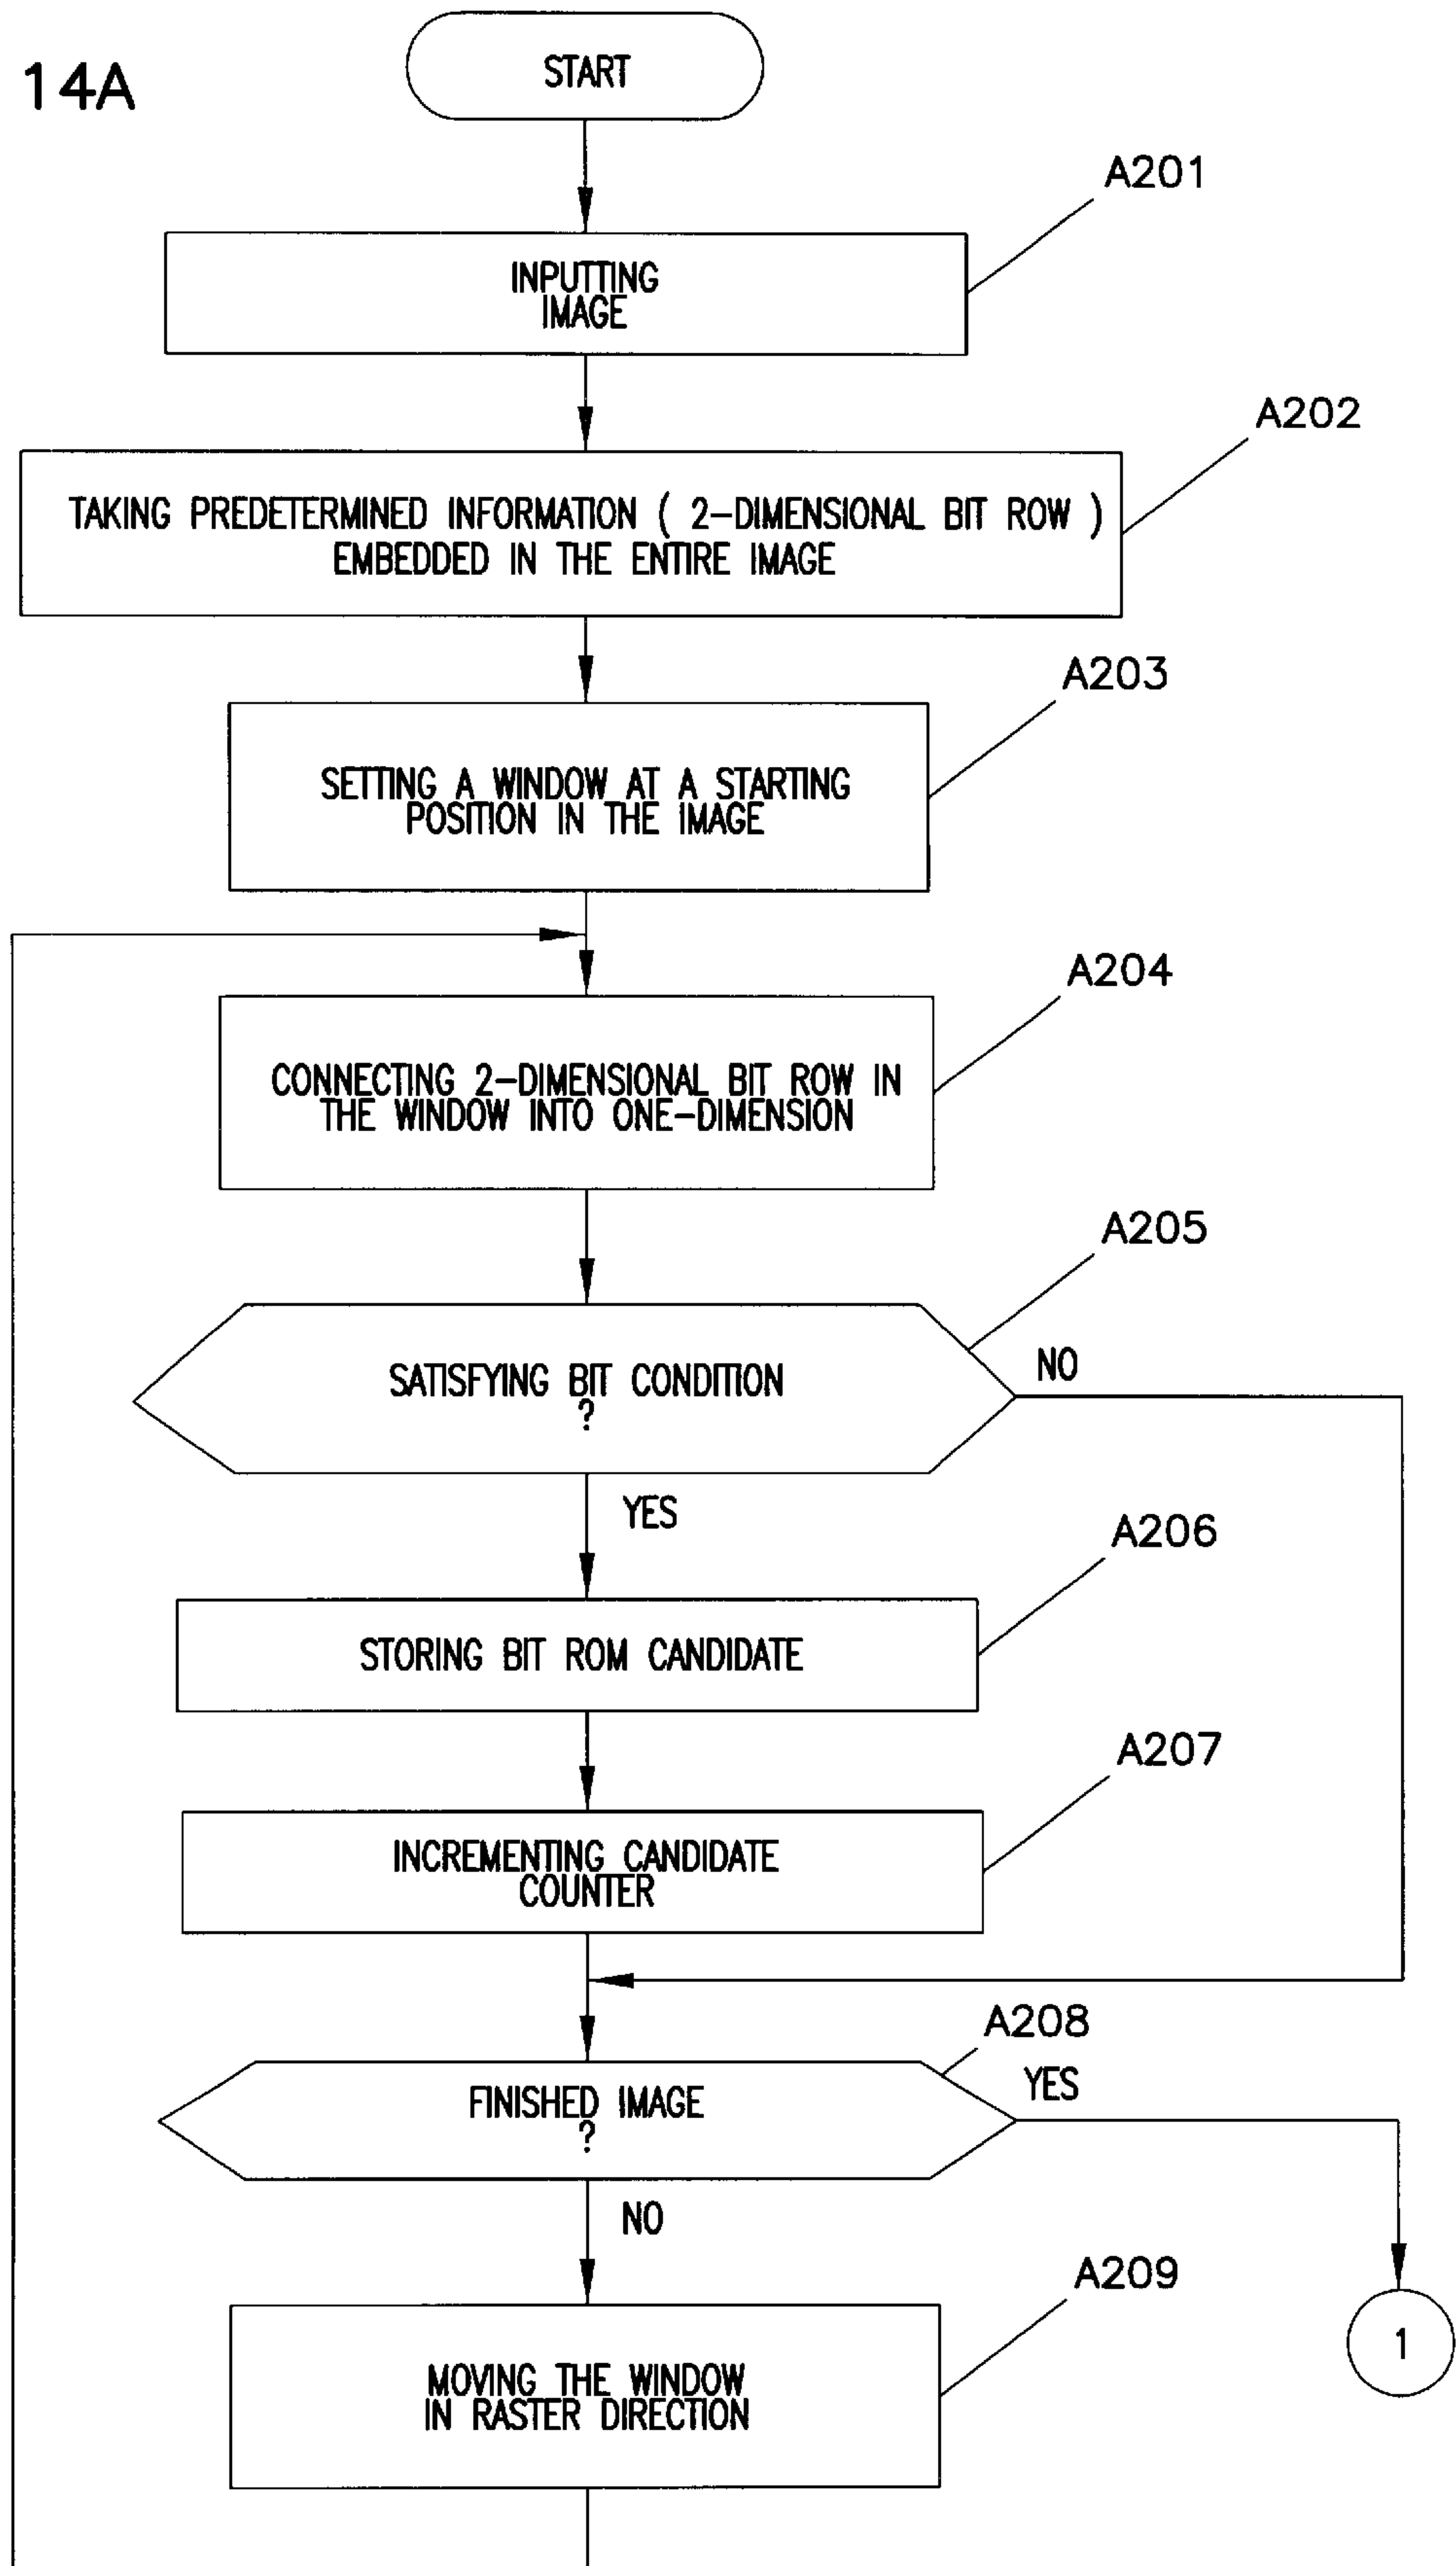 14A
START
A201
INPUTTING
IMAGE
A202
TAKING PREDETERMINED INFORMATION ( 2-DIMENSIONAL BIT ROW )
EMBEDDED IN THE ENTIRE IMAGE
A203
SETTING A WINDOW AT A STARTING
POSITION IN THE IMAGE
A204
CONNECTING 2-DIMENSIONAL BIT ROW IN
THE WINDOW INTO ONE-DIMENSION
A205
SATISFYING BIT CONDITION
?
NO
YES
A206
STORING BIT ROM CANDIDATE
A207
INCREMENTING CANDIDATE
COUNTER
A208
FINISHED IMAGE
?
YES
NO
A209
MOVING THE WINDOW
IN RASTER DIRECTION
1